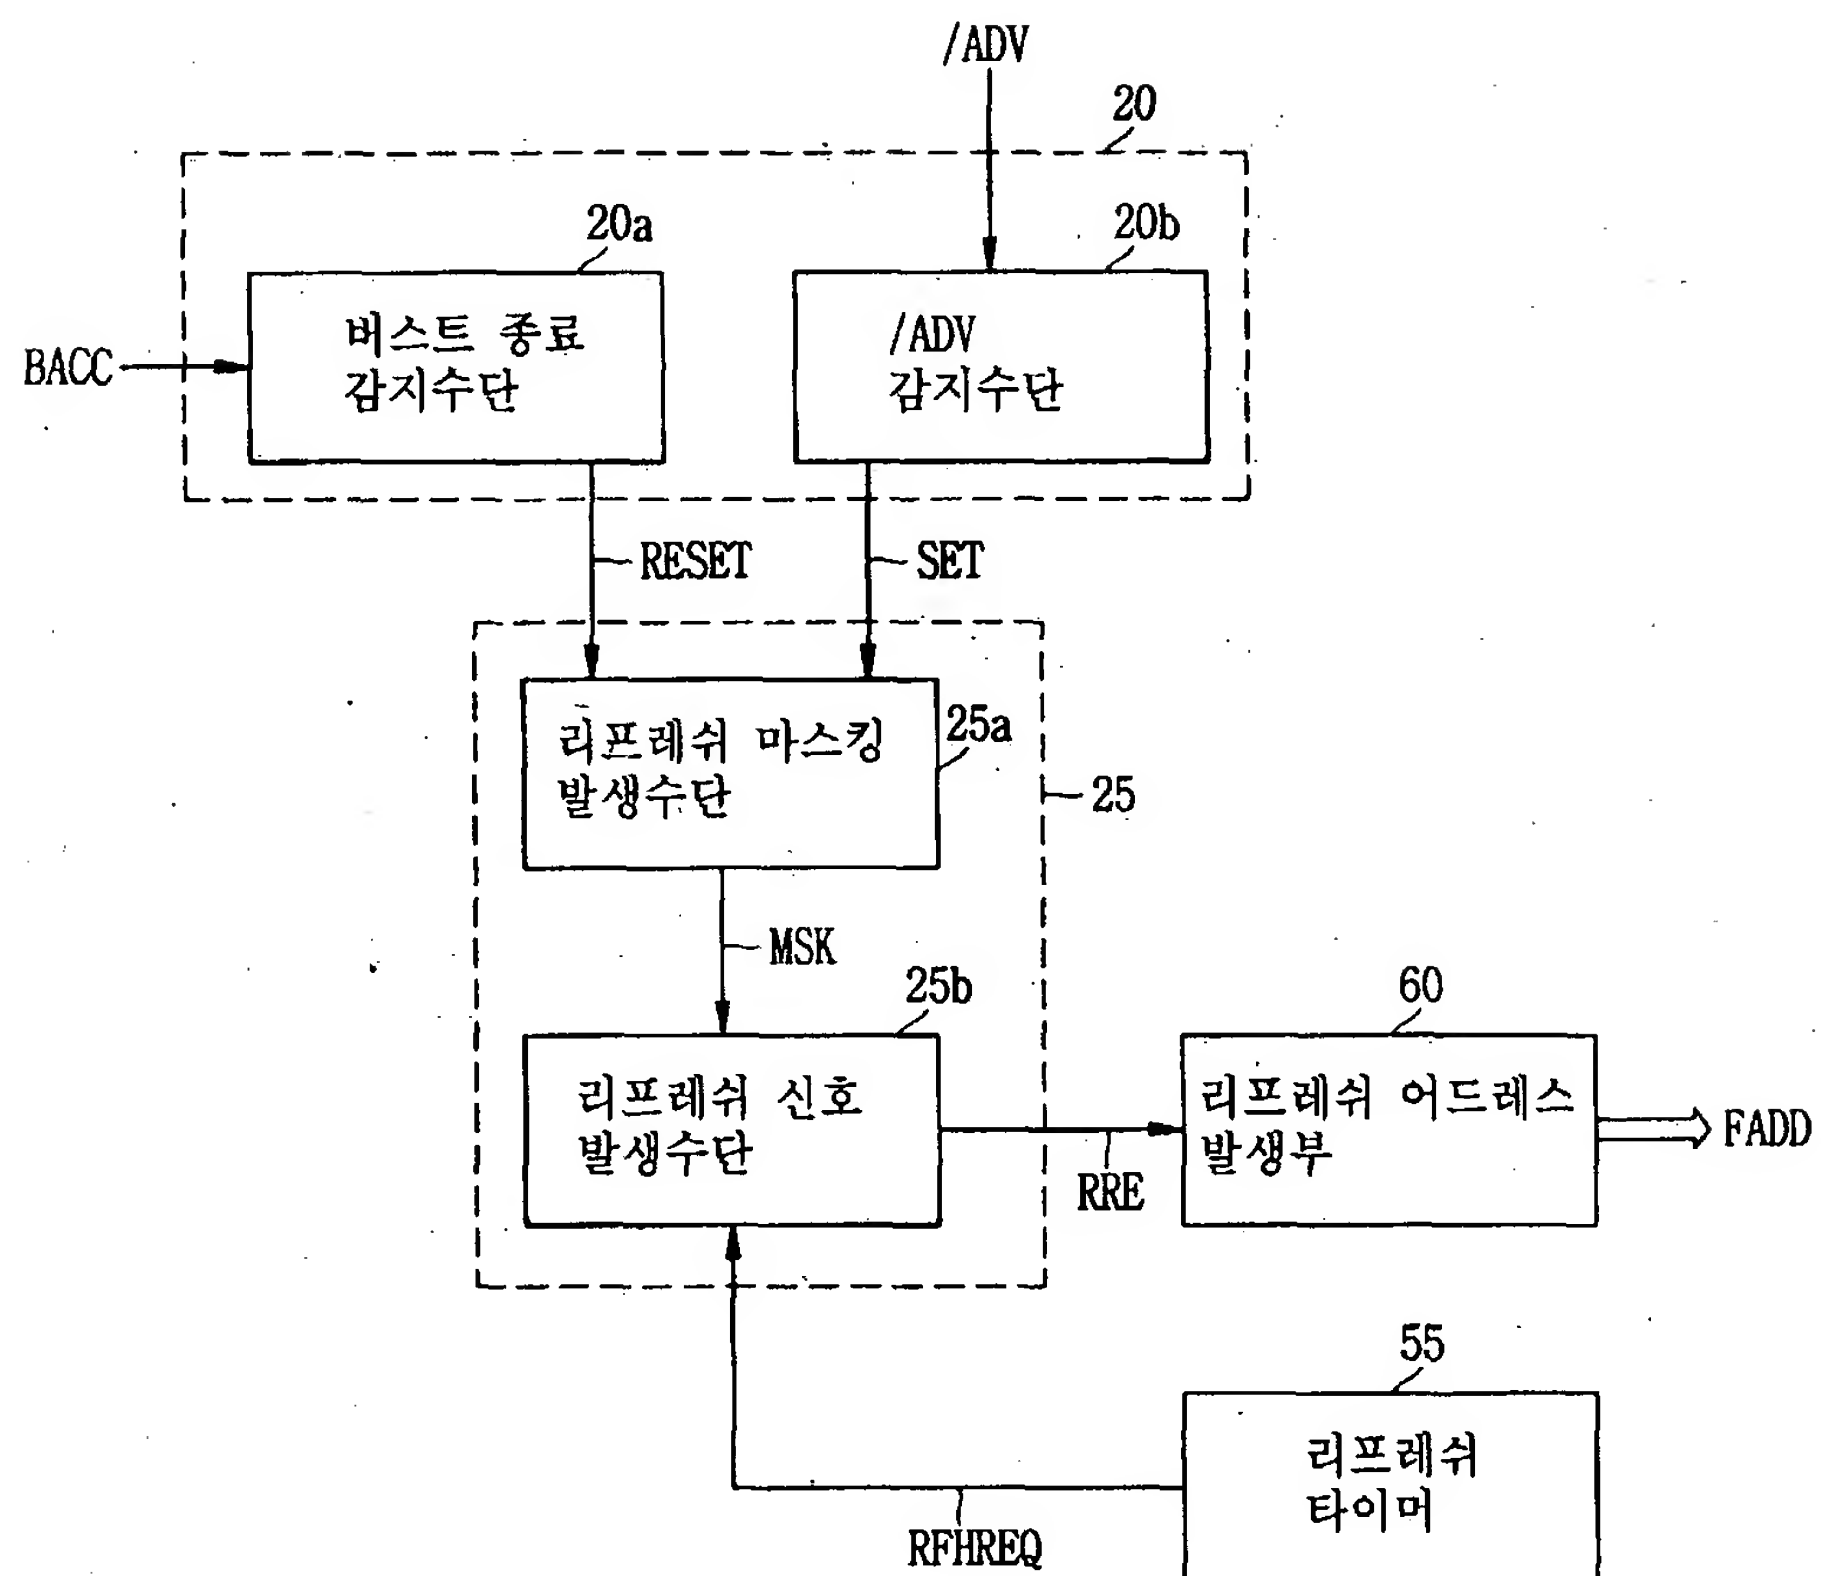 /ADV
20
20a
20b
버스트 종료
감지수단
/ADV
감지수단
BACC
RESET
SET
리프레쉬 마스킹
발생수단
25a
25
MSK
25b
60
리프레쉬 신호
발생수단
리프레쉬 어드레스
발생부
FADD
RRE
55
리프레쉬
타이머
RFHREQ